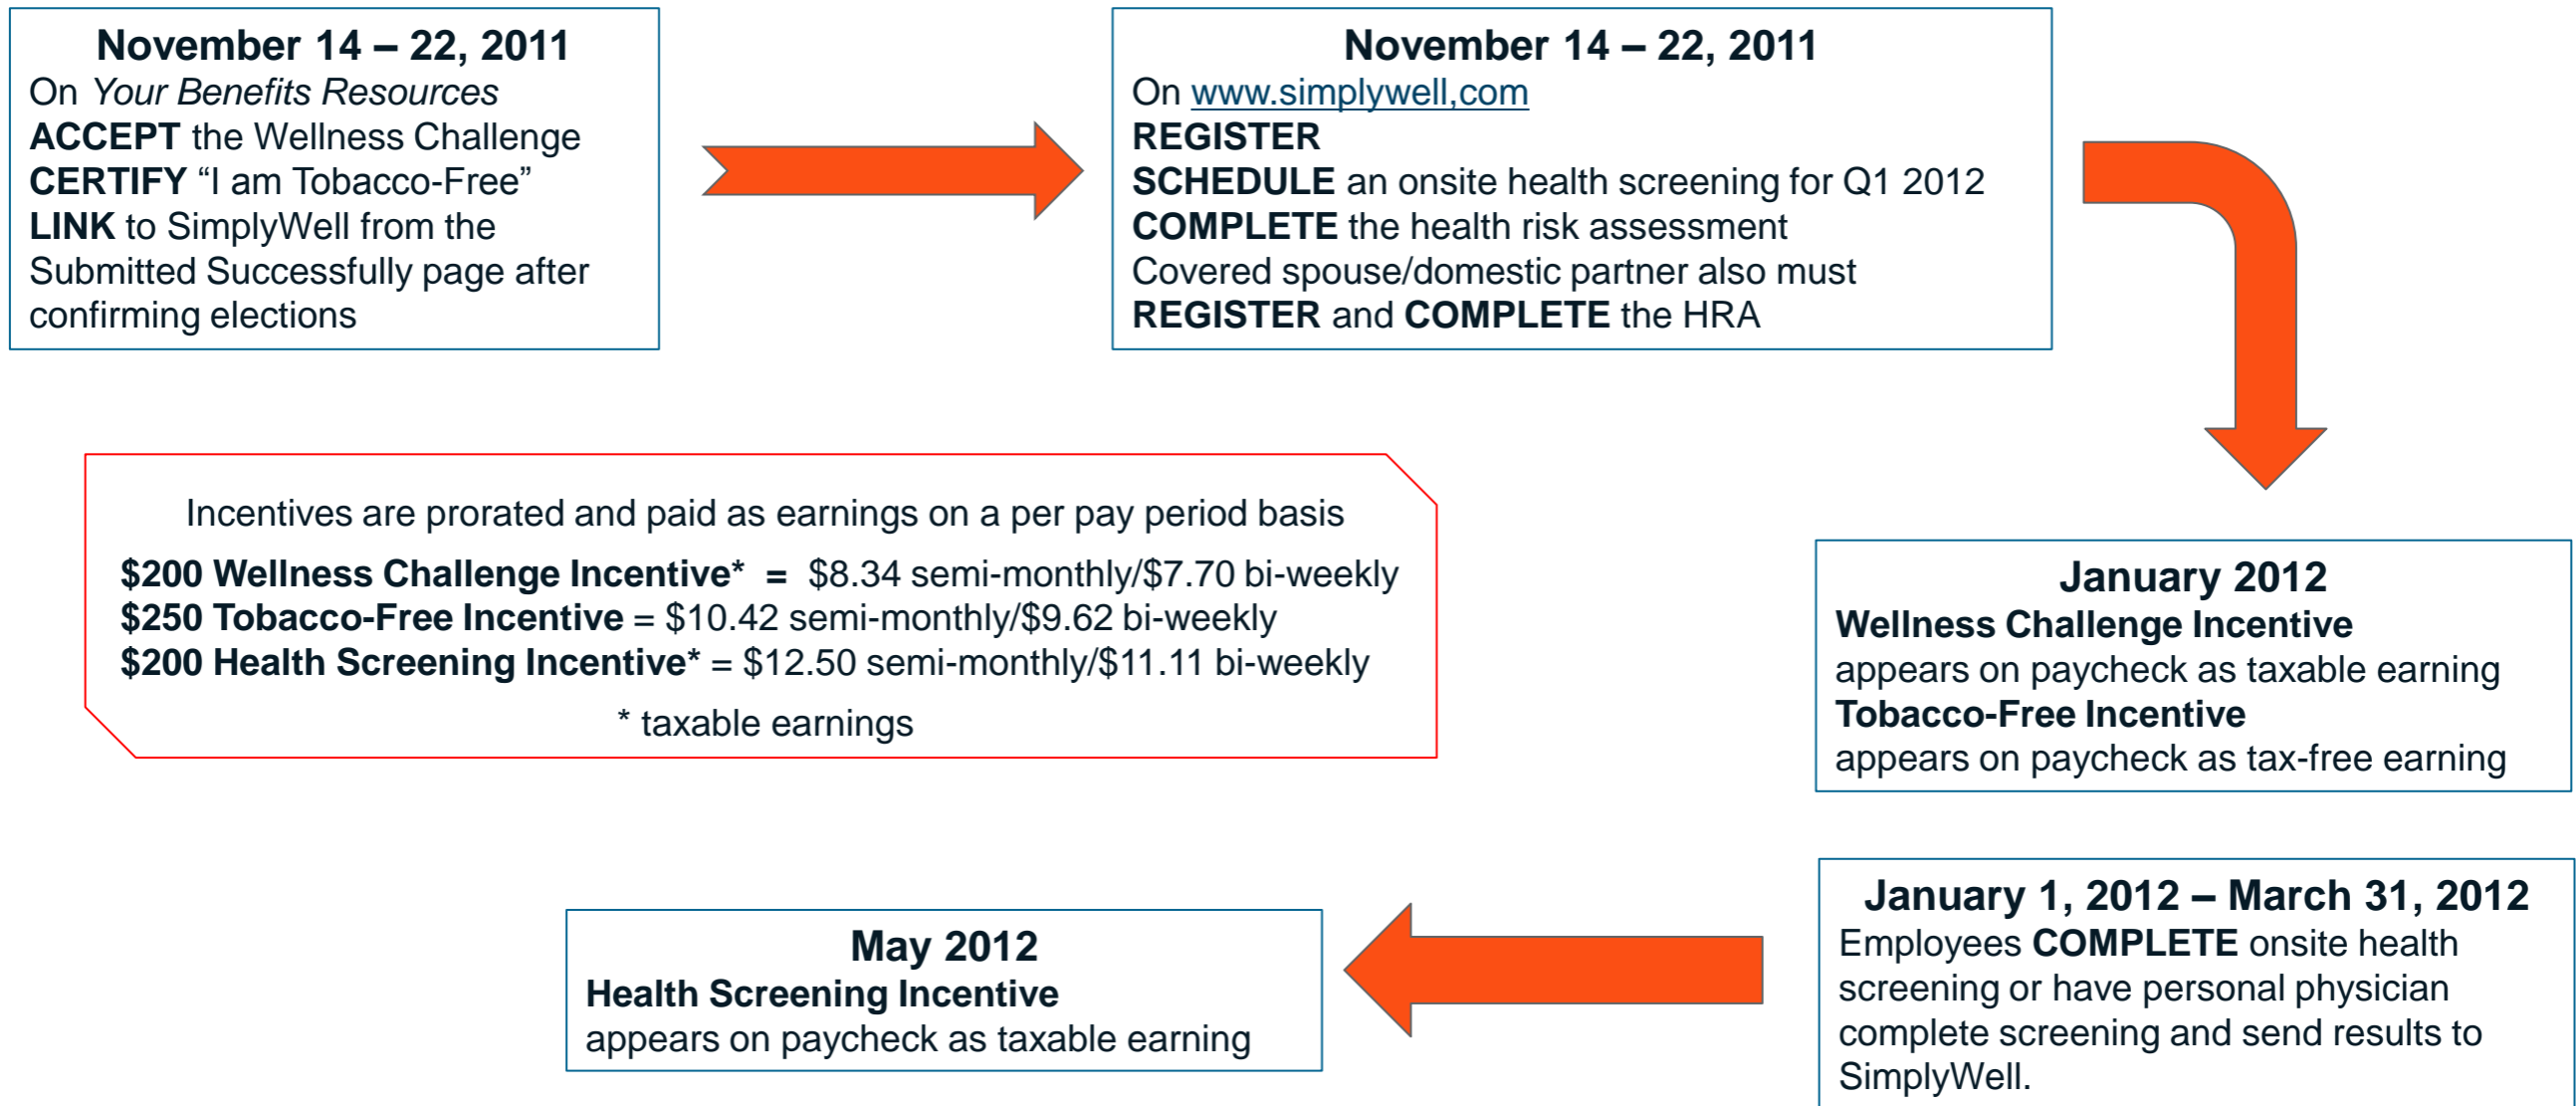 November 14 – 22, 2011
On Your Benefits Resources
ACCEPT the Wellness Challenge
CERTIFY “I am Tobacco-Free”
LINK to SimplyWell from the
Submitted Successfully page after
confirming elections
November 14 – 22, 2011
On www.simplywell,com
REGISTER
SCHEDULE an onsite health screening for Q1 2012
COMPLETE the health risk assessment
Covered spouse/domestic partner also must
REGISTER and COMPLETE the HRA
Incentives are prorated and paid as earnings on a per pay period basis
$200 Wellness Challenge Incentive* = $8.34 semi-monthly/$7.70 bi-weekly
$250 Tobacco-Free Incentive = $10.42 semi-monthly/$9.62 bi-weekly
$200 Health Screening Incentive* = $12.50 semi-monthly/$11.11 bi-weekly
* taxable earnings
January 2012
Wellness Challenge Incentive
appears on paycheck as taxable earning
Tobacco-Free Incentive
appears on paycheck as tax-free earning
January 1, 2012 – March 31, 2012
Employees COMPLETE onsite health
screening or have personal physician
complete screening and send results to
SimplyWell.
May 2012
Health Screening Incentive
appears on paycheck as taxable earning